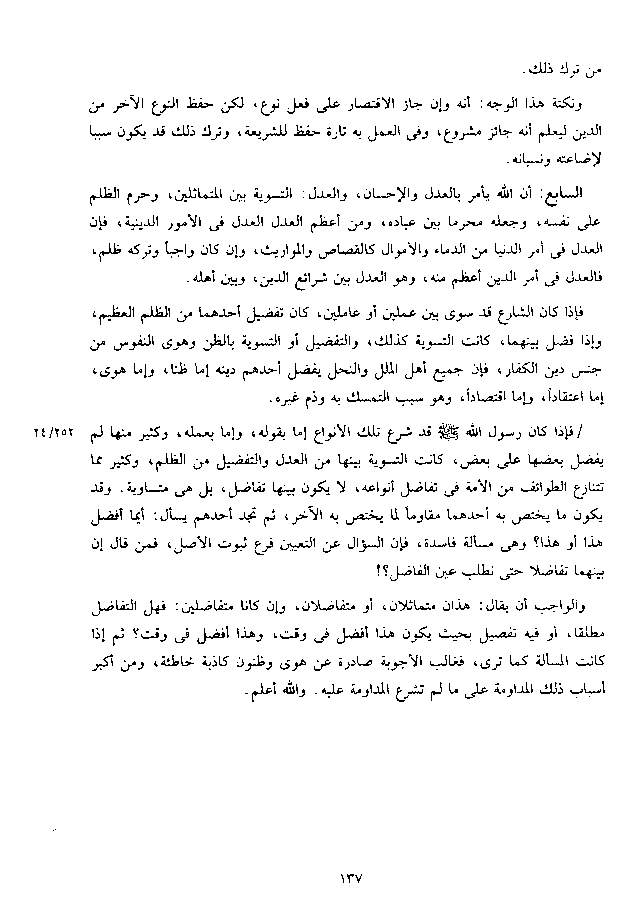 من ترك ذلك.
ونكتة هذا الوجه: أنه وإن جاز الاقتصار على فعل نوع، لكن حفظ النوع الآخر من
الدين ليعلم أنه جائز مشروع، وفى العمل به تارة حفظ للشريعة، وترك ذلك قد يكون سببا
لإضاعته ونسيانه.
السابع: أن الله يأمر بالعدل والإحسان، والعدل: التسوية بين المتماثلين، وحرم الظلم
على نفسه، وجعله محرما بين عباده، ومن أعظم العدل العدل فى الأمور الدينية، فإن
العدل فى أمر الدنيا من الدماء والأموال كالقصاص والمواريث، وإن كان واجباً وتركه ظلم،
فالعدل فى أمر الدين أعظم منه، وهو العدل بين شرائع الدين، وبين أهله.
فإذا كان الشارع قد سوى بين عملين أو عاملين، كان تفضيل أحدهما من الظلم العظيم،
وإذا فضل بينهما، كانت التسوية كذلك، والتفضيل أو التسوية بالظن وهوى النفوس من
جنس دين الكفار، فإن جميع أهل الملل والنحل يفضل أحدهم دينه إما ظنا، وإما هوى،
إما اعتقاداً، وإما اقتصاداً، وهو سبب التمسك به وذم غيره.
/ فإذا كان رسول الله ﷺ قد شرع تلك الأنواع إما بقوله، وإما بعمله، وكثير منها لم ٢٤/٢٥٢
يفضل بعضها على بعض، كانت التسوية بينها من العدل والتفضيل من الظلم، وكثير مما
تتنازع الطوائف من الأمة فى تفاضل أنواعه، لا يكون بينها تفاضل، بل هى متساوية. وقد
يكون ما يختص به أحدهما مقاوماً لما يختص به الآخر، ثم تجد أحدهم يسأل: أيما أفضل
هذا أو هذا؟ وهى مسألة فاسدة، فإن السؤال عن التعيين فرع ثبوت الأصل، فمن قال إن
بينهما تفاضلا حتى نطلب عين الفاضل؟!
والواجب أن يقال: هذان متماثلان، أو متفاضلان، وإن كانا متفاضلين: فهل التفاضل
مطلقا، أو فيه تفصيل بحيث يكون هذا أفضل فى وقت، وهذا أفضل فى وقت؟ ثم إذا
كانت المسألة كما ترى، فغالب الأجوبة صادرة عن هوى وظنون كاذبة خاطئة، ومن أكبر
أسباب ذلك المداومة على ما لم تشرع المداومة عليه. والله أعلم.
١٣٧